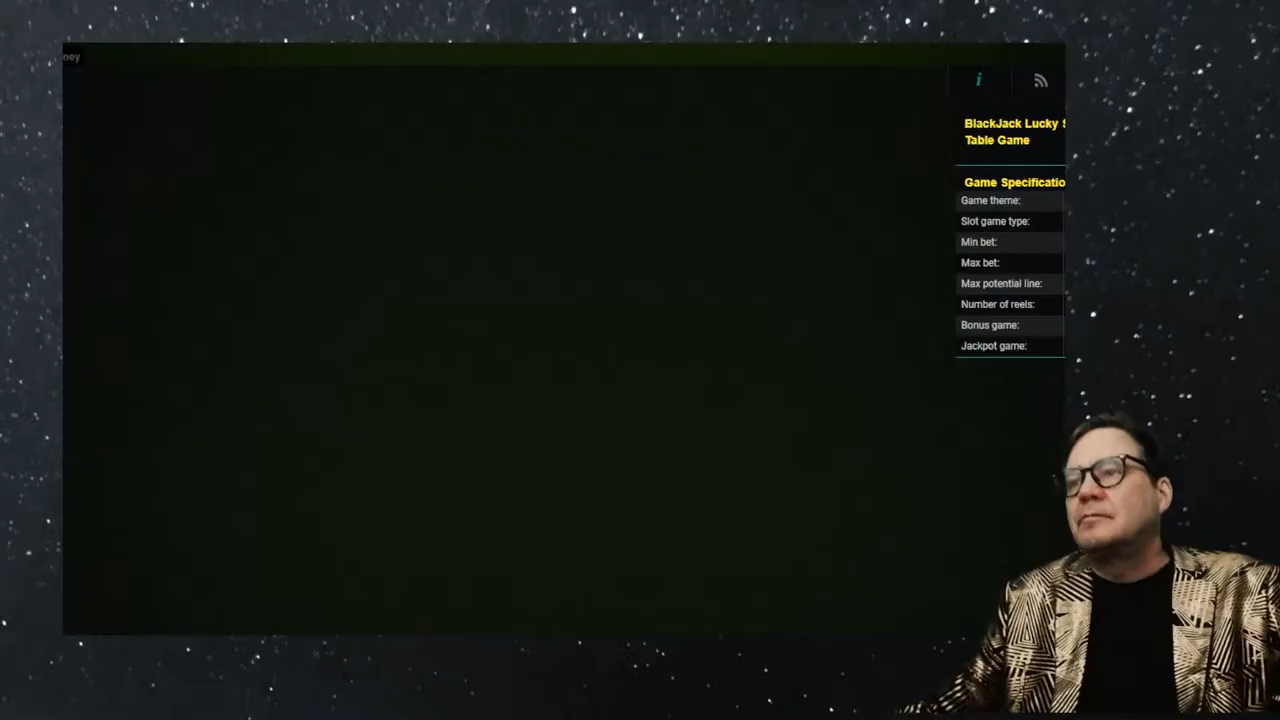 ney
i
BlackJack Lucky
Table Game
Game Specificatio
Game theme:
Slot game type:
Min bet:
Max bet:
Max potential line:
Number of reels:
Bonus game:
Jackpot game: